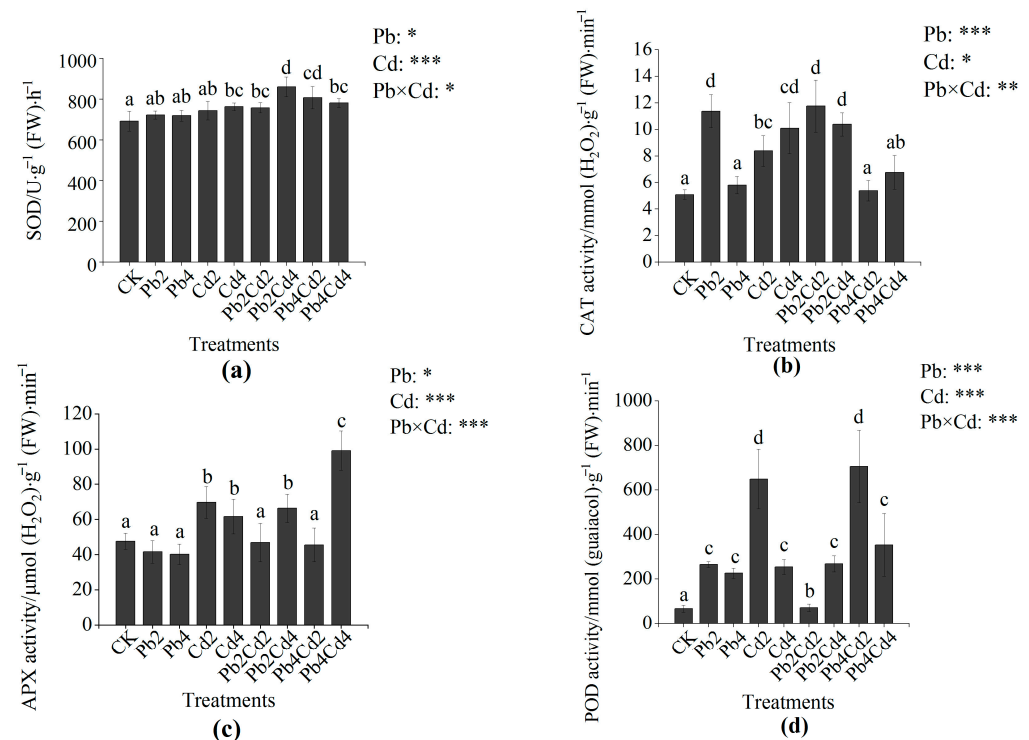 Pb: *
Cd: ***
Pb×Cd: *
SOD/U·g⁻¹ (FW)·h⁻¹
1000
800
600
400
200
0
a
ab
ab
ab
bc
bc
d
cd
bc
CK
Pb2
Pb4
Cd2
Cd4
Pb2Cd2
Pb2Cd4
Pb4Cd2
Pb4Cd4
Treatments
(a)
Pb: ***
Cd: *
Pb×Cd: **
CAT activity/mmol (H₂O₂)·g⁻¹ (FW)·min⁻¹
16
14
12
10
8
6
4
2
0
a
d
a
bc
cd
d
d
a
ab
CK
Pb2
Pb4
Cd2
Cd4
Pb2Cd2
Pb2Cd4
Pb4Cd2
Pb4Cd4
Treatments
(b)
Pb: *
Cd: ***
Pb×Cd: ***
APX activity/μmol (H₂O₂)·g⁻¹ (FW)·min⁻¹
120
100
80
60
40
20
0
a
a
a
b
b
a
b
a
c
CK
Pb2
Pb4
Cd2
Cd4
Pb2Cd2
Pb2Cd4
Pb4Cd2
Pb4Cd4
Treatments
(c)
Pb: ***
Cd: ***
Pb×Cd: ***
POD activity/mmol (guaiacol)·g⁻¹ (FW)·min⁻¹
1000
800
600
400
200
0
a
c
c
d
c
b
c
d
c
CK
Pb2
Pb4
Cd2
Cd4
Pb2Cd2
Pb2Cd4
Pb4Cd2
Pb4Cd4
Treatments
(d)